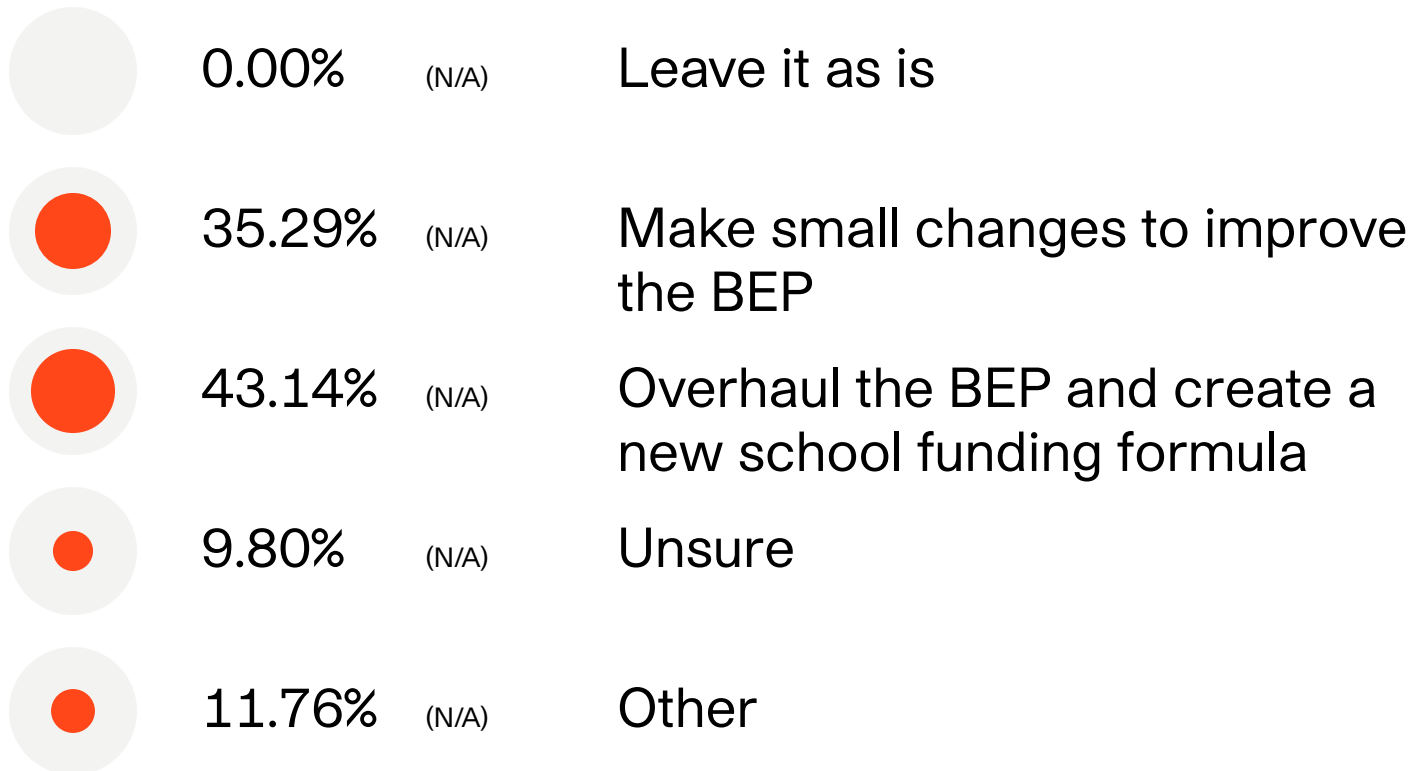 0.00% (N/A) Leave it as is
35.29% (N/A) Make small changes to improve
the BEP
43.14% (N/A) Overhaul the BEP and create a
new school funding formula
9.80% (N/A) Unsure
11.76% (N/A) Other